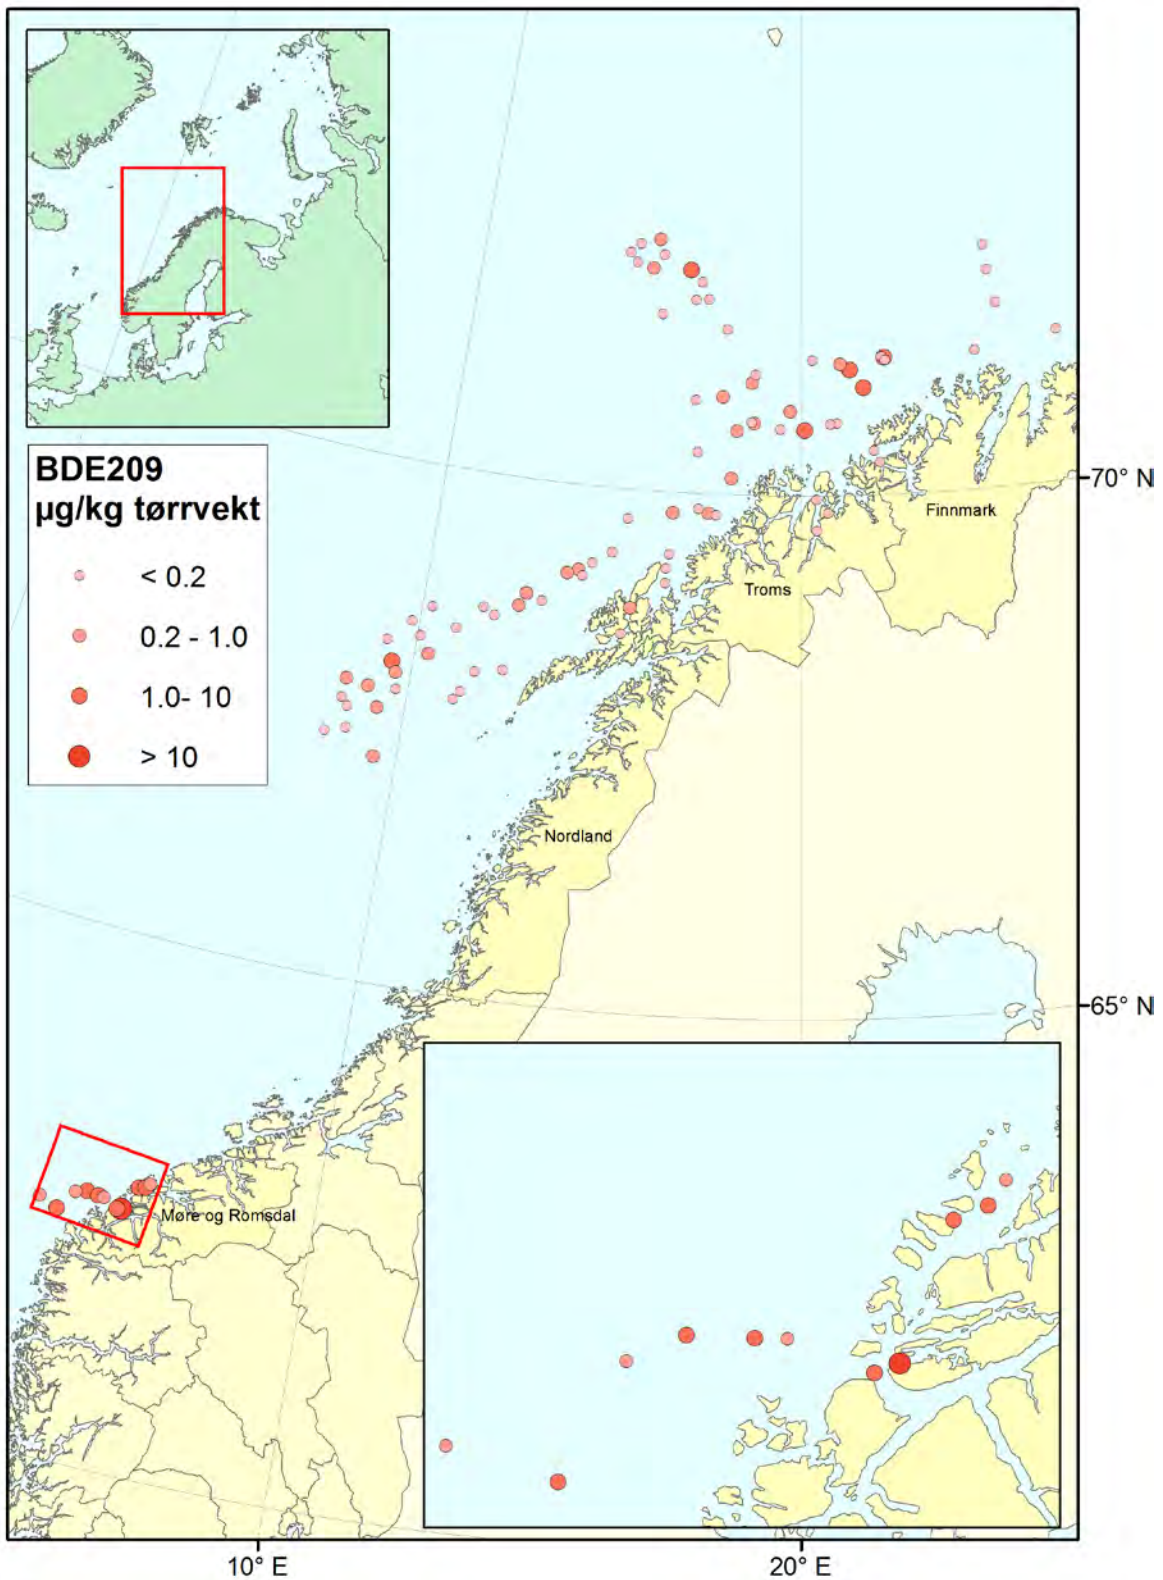 BDE209
µg/kg tørrvekt
< 0.2
0.2 - 1.0
1.0- 10
> 10
70° N
Finnmark
Troms
Nordland
65° N
Møre og Romsdal
10° E
20° E